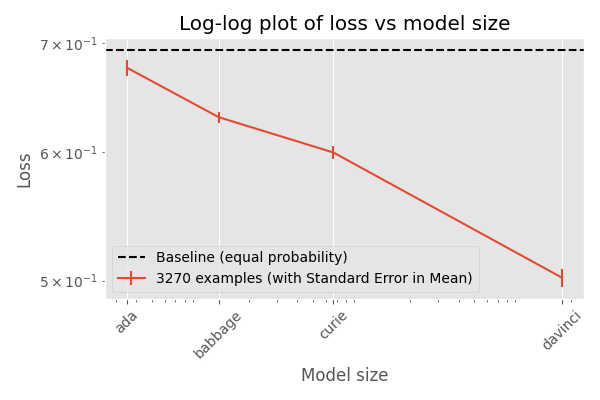 Log-log plot of loss vs model size
7 × 10⁻¹
6 × 10⁻¹
5 × 10⁻¹
Loss
Baseline (equal probability)
3270 examples (with Standard Error in Mean)
ada
babbage
curie
davinci
Model size